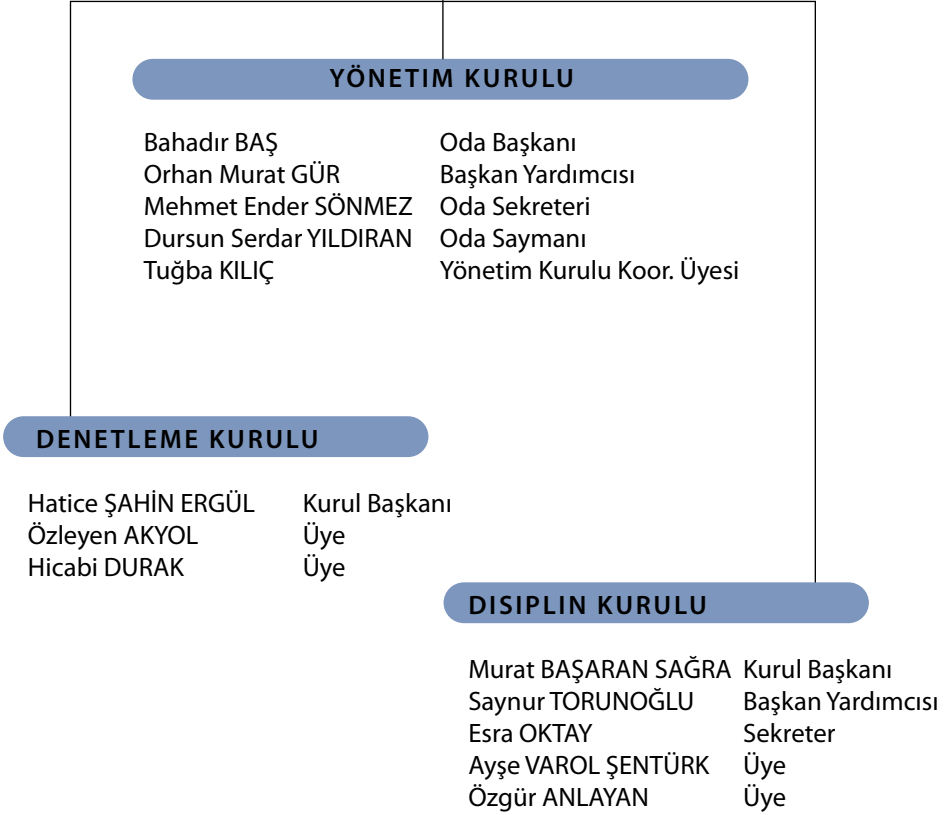 YÖNETIM KURULU
Bahadır BAŞ Oda Başkanı
Orhan Murat GÜR Başkan Yardımcısı
Mehmet Ender SÖNMEZ Oda Sekreteri
Dursun Serdar YILDIRAN Oda Saymanı
Tuğba KILIÇ Yönetim Kurulu Koor. Üyesi
DENETLEME KURULU
Hatice ŞAHİN ERGÜL Kurul Başkanı
Özleyen AKYOL Üye
Hicabi DURAK Üye
DISIPLIN KURULU
Murat BAŞARAN SAĞRA Kurul Başkanı
Saynur TORUNOĞLU Başkan Yardımcısı
Esra OKTAY Sekreter
Ayşe VAROL ŞENTÜRK Üye
Özgür ANLAYAN Üye